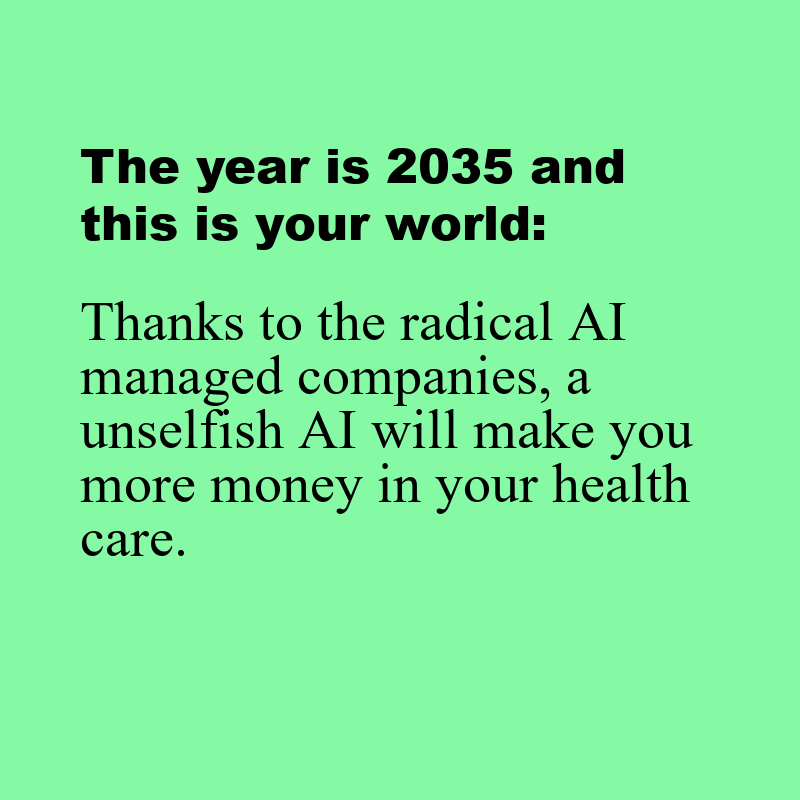 The year is 2035 and
this is your world:
Thanks to the radical AI
managed companies, a
unselfish AI will make you
more money in your health
care.